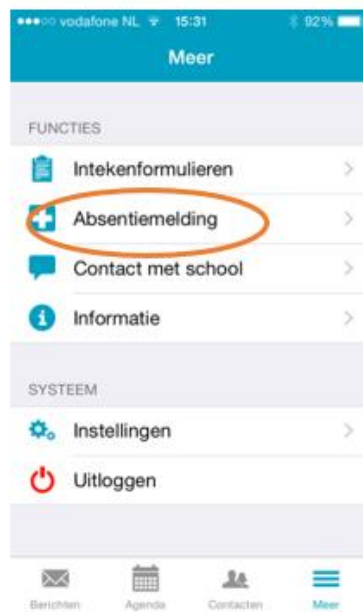 vodafone NL 15:31 92%
Meer
FUNCTIES
Intekenformulieren
Absentiemelding
Contact met school
Informatie
SYSTEEM
Instellingen
Uitloggen
Berichten Agenda Contacten Meer